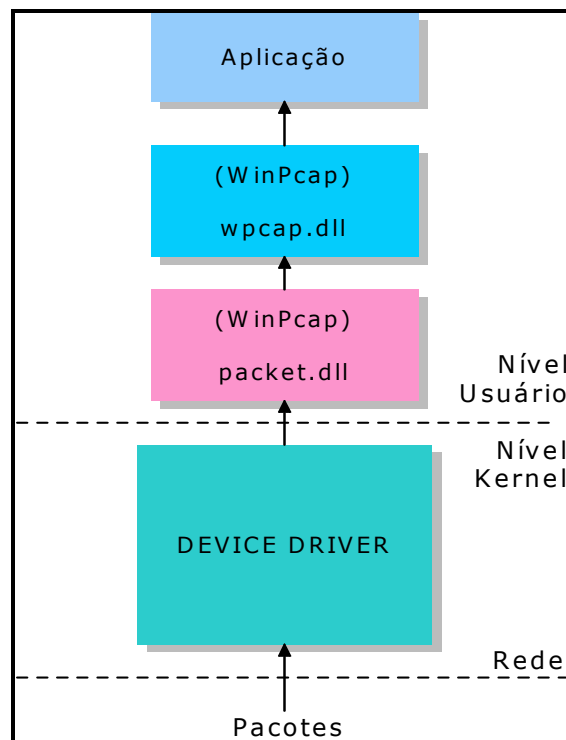 Aplicação
(WinPcap)
wpcap.dll
(WinPcap)
packet.dll
Nível
Usuário
Nível
Kernel
DEVICE DRIVER
Rede
Pacotes